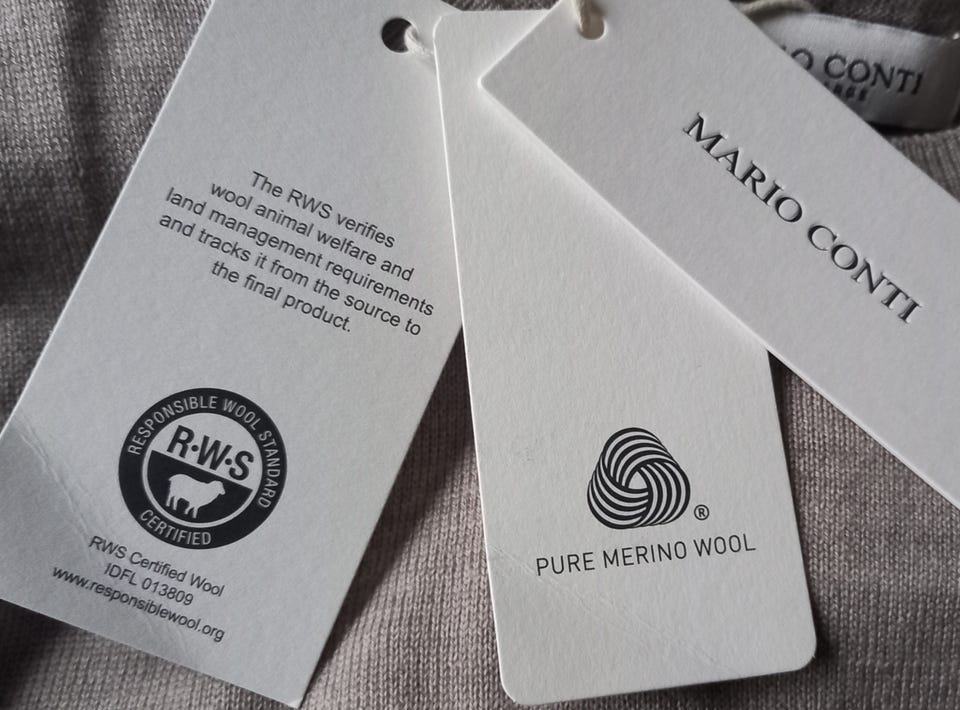 The RWS verifies
wool animal welfare and
land management requirements
and tracks it from the source to
the final product.
RESPONSIBLE WOOL STANDARD
R·W·S
CERTIFIED
RWS Certified Wool
IDFL 013809
www.responsiblewool.org
®
PURE MERINO WOOL
MARIO CONTI
O CONTI